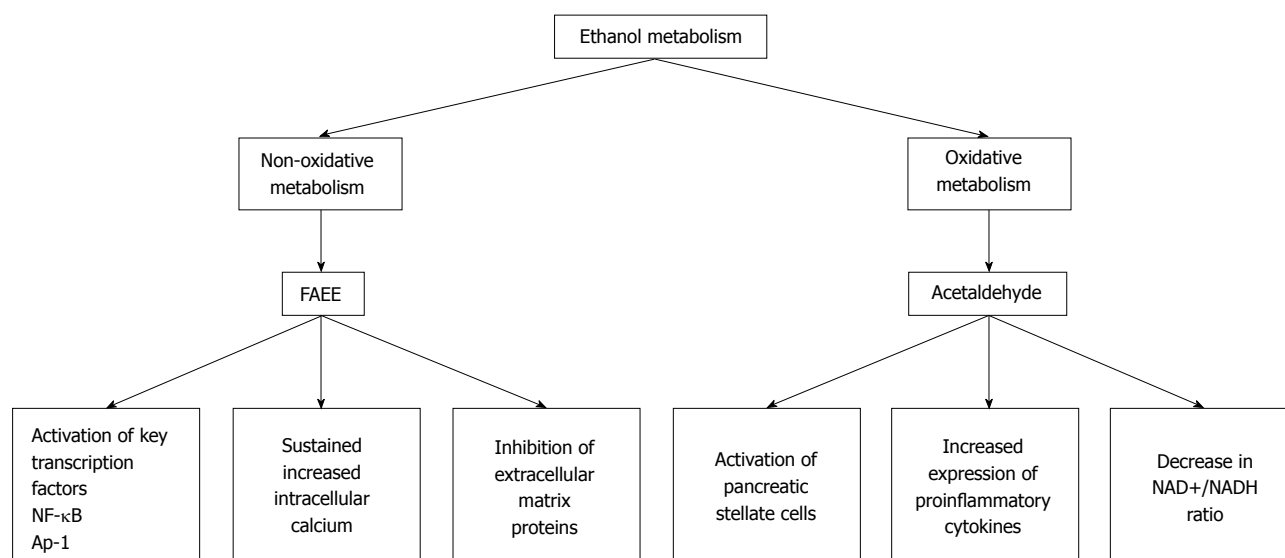 Ethanol metabolism
Non-oxidative
metabolism
Oxidative
metabolism
FAEE
Acetaldehyde
Activation of key
transcription
factors
NF-κB
Ap-1
Sustained
increased
intracellular
calcium
Inhibition of
extracellular
matrix
proteins
Activation of
pancreatic
stellate cells
Increased
expression of
proinflammatory
cytokines
Decrease in
NAD+/NADH
ratio